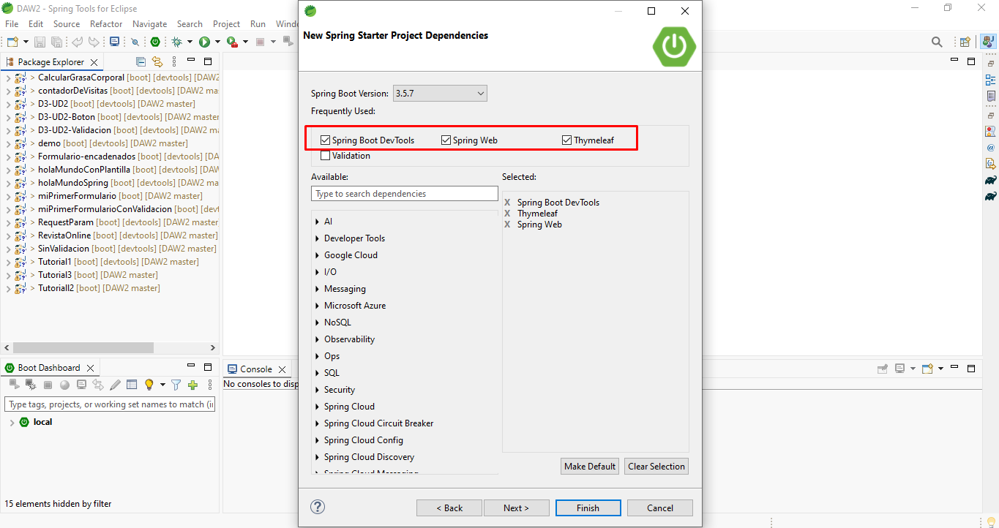 DAW2 - Spring Tools for Eclipse
File Edit Source Refactor Navigate Search Project Run
Package Explorer
> CalcularGrasaCorporal [boot] [devtools] [DAW2
> contadorDeVisitas [boot] [devtools] [DAW2 ma
> D3-UD2 [boot] [devtools] [DAW2 master]
> D3-UD2-Boton [boot] [devtools] [DAW2 master
> D3-UD2-Validacion [boot] [devtools] [DAW2 ma
> demo [boot] [devtools] [DAW2 master]
> Formulario-encadenados [boot] [devtools] [DA
> holaMundoConPlantilla [boot] [devtools] [DAW
> holaMundoSpring [boot] [devtools] [DAW2 ma
> miPrimerFormulario [boot] [DAW2 master]
> miPrimerFormularioConValidacion [boot] [devt
> RequestParam [boot] [devtools] [DAW2 master
> RevistaOnline [boot] [devtools] [DAW2 master]
> SinValidacion [boot] [devtools] [DAW2 master]
> Tutorial1 [boot] [devtools] [DAW2 master]
> Tutorial3 [boot] [DAW2 master]
> Tutorial2 [boot] [DAW2 master]
Boot Dashboard
Type tags, projects, or working set names to match (i
local
15 elements hidden by filter
Console
No consoles to disp
New Spring Starter Project Dependencies
Spring Boot Version: 3.5.7
Frequently Used:
Spring Boot DevTools Spring Web Thymeleaf
Validation
Available:
Type to search dependencies
AI
Developer Tools
Google Cloud
I/O
Messaging
Microsoft Azure
NoSQL
Observability
Ops
SQL
Security
Spring Cloud
Spring Cloud Circuit Breaker
Spring Cloud Config
Spring Cloud Discovery
Spring Cloud Messaging
Selected:
X Spring Boot DevTools
X Thymeleaf
X Spring Web
Make Default Clear Selection
? < Back Next > Finish Cancel